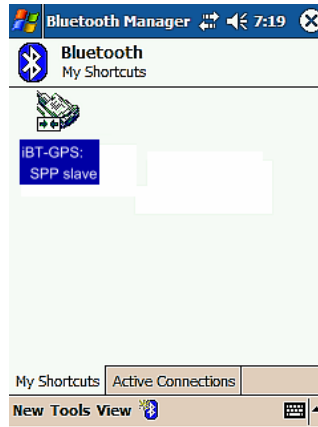 Bluetooth Manager 7:19
Bluetooth
My Shortcuts
iBT-GPS:
SPP slave
My Shortcuts Active Connections
New Tools View